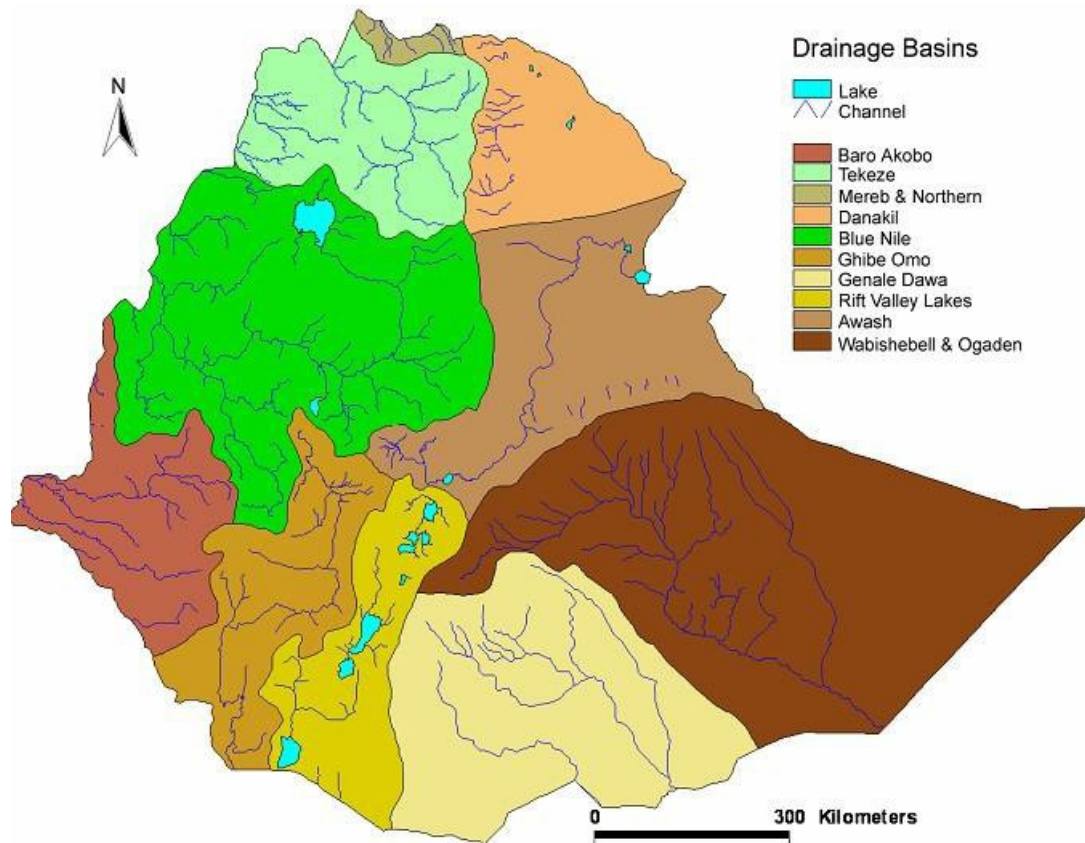 Drainage Basins
N
Lake
Channel
Baro Akobo
Tekeze
Mereb & Northern
Danakil
Blue Nile
Ghibe Omo
Genale Dawa
Rift Valley Lakes
Awash
Wabishebell & Ogaden
0 300 Kilometers